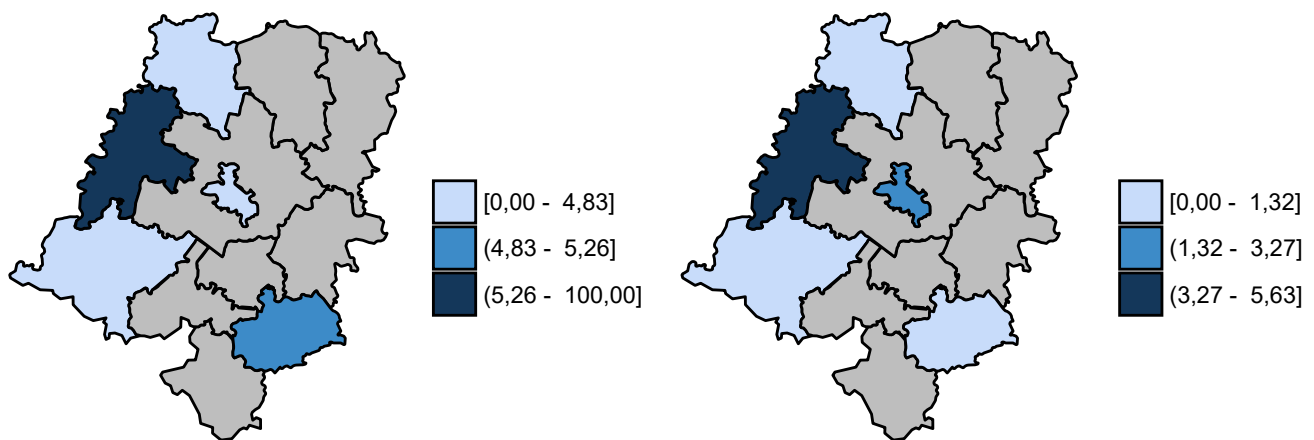 [0,00 - 4,83]
(4,83 - 5,26]
(5,26 - 100,00]
[0,00 - 1,32]
(1,32 - 3,27]
(3,27 - 5,63]